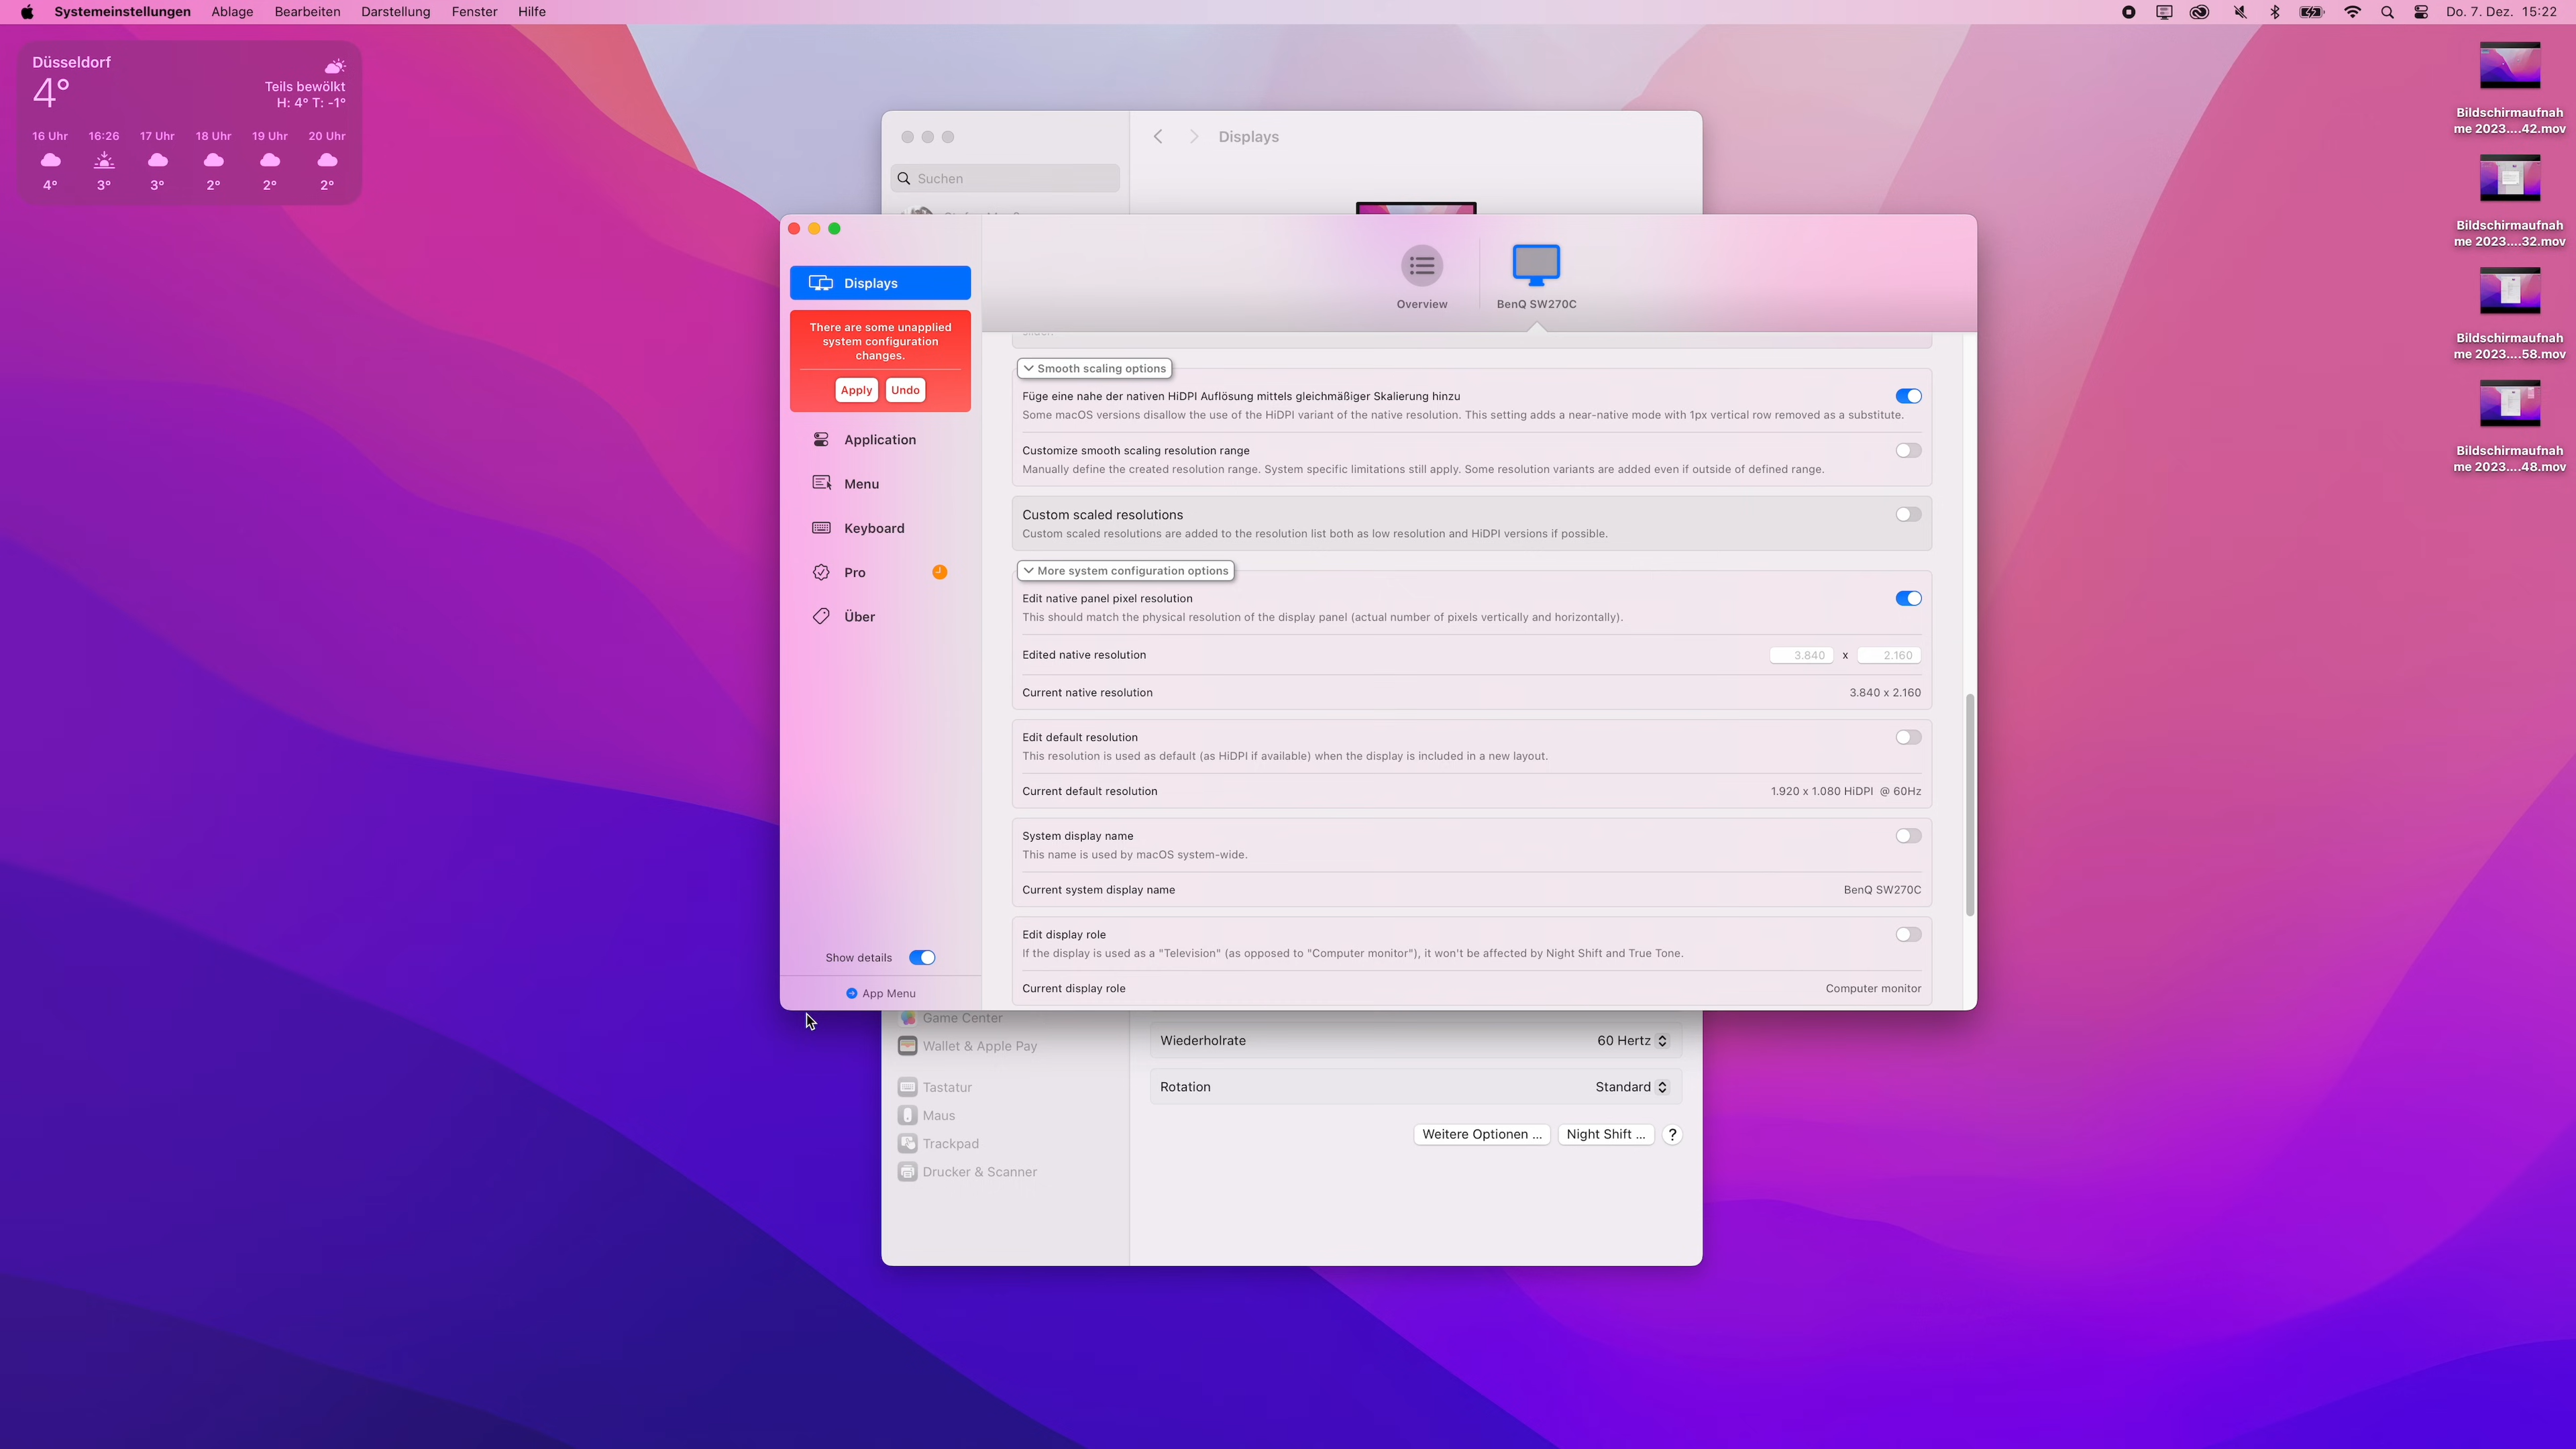 Systemeinstellungen Ablage Bearbeiten Darstellung Fenster Hilfe
Do. 7. Dez. 15:22
Düsseldorf
4°
Teils bewölkt
H: 4° T: -1°
16 Uhr 16:26 17 Uhr 18 Uhr 19 Uhr 20 Uhr
4° 3° 3° 2° 2° 2°
Bildschirmaufnah
me 2023....42.mov
Bildschirmaufnah
me 2023....32.mov
Bildschirmaufnah
me 2023....58.mov
Bildschirmaufnah
me 2023....48.mov
Displays
Suchen
Displays
There are some unapplied
system configuration
changes.
Apply Undo
Application
Menu
Keyboard
Pro
Über
Show details
App Menu
Overview
BenQ SW270C
Smooth scaling options
Füge eine nahe der nativen HiDPI Auflösung mittels gleichmäßiger Skalierung hinzu
Some macOS versions disallow the use of the HiDPI variant of the native resolution. This setting adds a near-native mode with 1px vertical row removed as a substitute.
Customize smooth scaling resolution range
Manually define the created resolution range. System specific limitations still apply. Some resolution variants are added even if outside of defined range.
Custom scaled resolutions
Custom scaled resolutions are added to the resolution list both as low resolution and HiDPI versions if possible.
More system configuration options
Edit native panel pixel resolution
This should match the physical resolution of the display panel (actual number of pixels vertically and horizontally).
Edited native resolution 3.840 x 2.160
Current native resolution 3.840 x 2.160
Edit default resolution
This resolution is used as default (as HiDPI if available) when the display is included in a new layout.
Current default resolution 1.920 x 1.080 HiDPI @ 60Hz
System display name
This name is used by macOS system-wide.
Current system display name BenQ SW270C
Edit display role
If the display is used as a "Television" (as opposed to "Computer monitor"), it won't be affected by Night Shift and True Tone.
Current display role Computer monitor
Game Center
Wallet & Apple Pay
Tastatur
Maus
Trackpad
Drucker & Scanner
Wiederholrate 60 Hertz
Rotation Standard
Weitere Optionen ... Night Shift ... ?